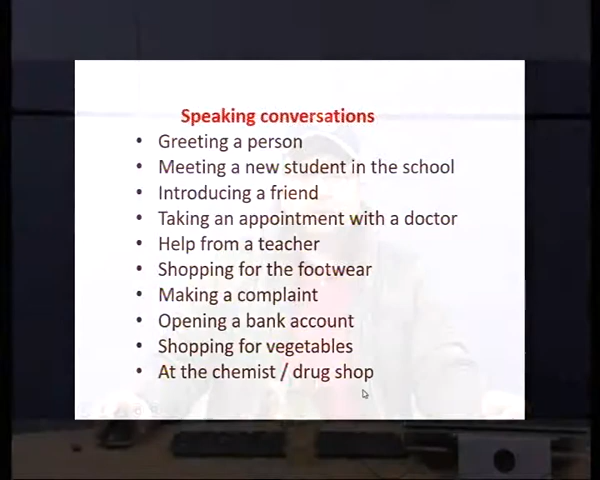 Speaking conversations
• Greeting a person
• Meeting a new student in the school
• Introducing a friend
• Taking an appointment with a doctor
• Help from a teacher
• Shopping for the footwear
• Making a complaint
• Opening a bank account
• Shopping for vegetables
• At the chemist / drug shop